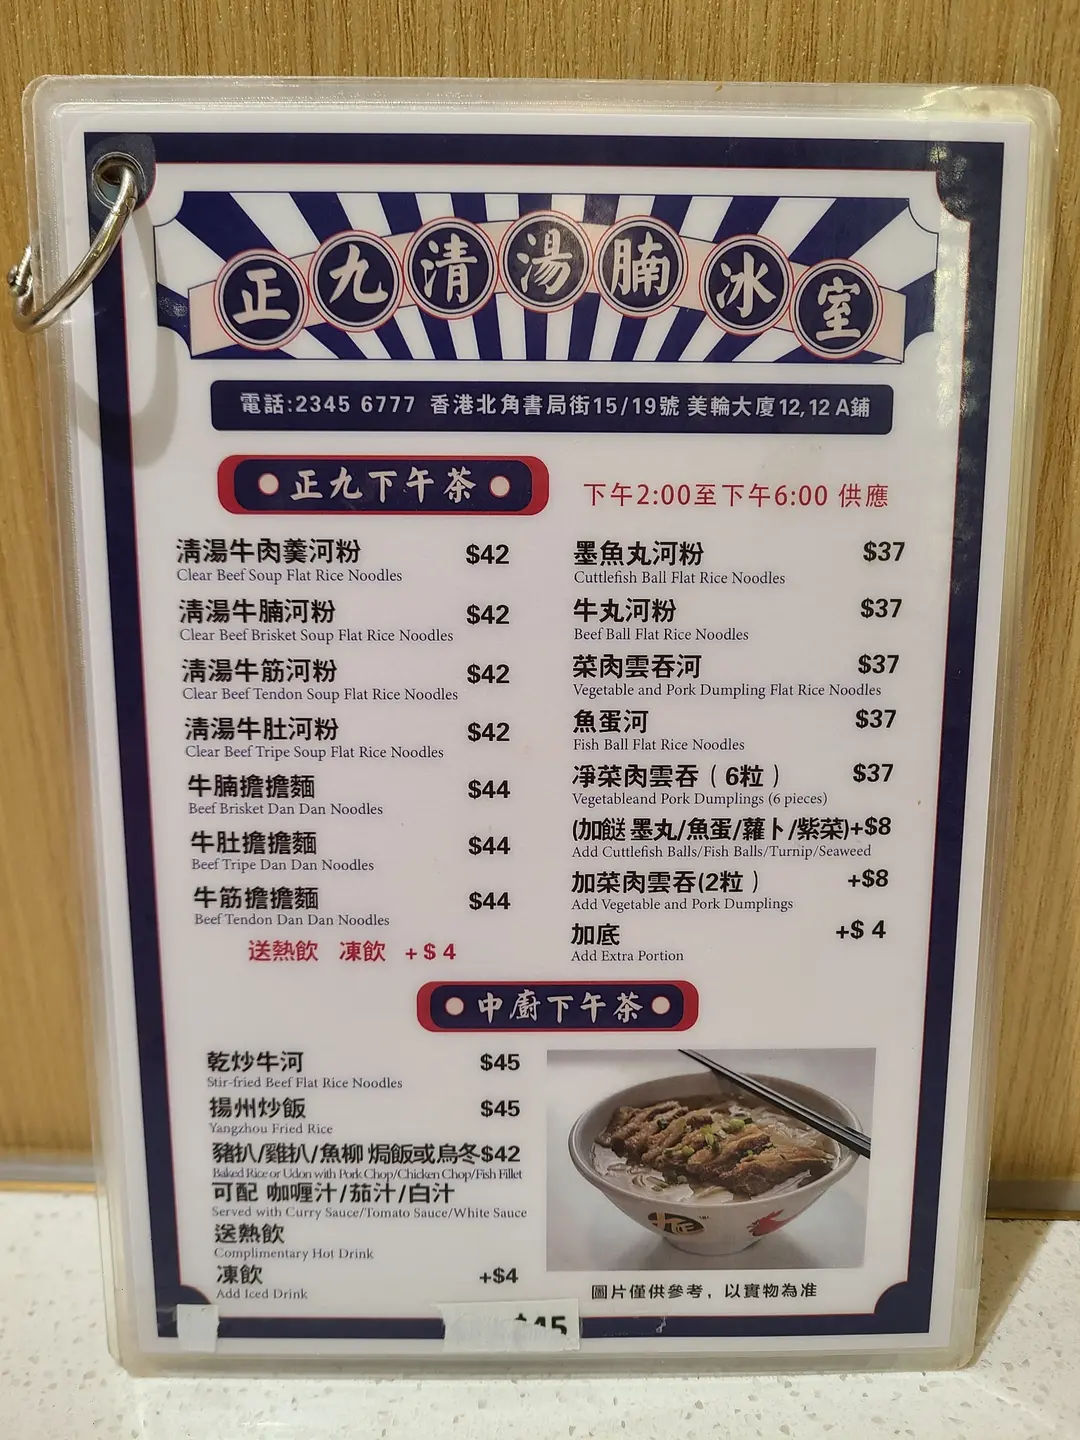 正九清湯腩冰室
電話:2345 6777 香港北角書局街15/19號 美輪大廈12,12A鋪
正九下午茶
下午2:00至下午6:00 供應
清湯牛肉羹河粉 $42
Clear Beef Soup Flat Rice Noodles
清湯牛腩河粉 $42
Clear Beef Brisket Soup Flat Rice Noodles
清湯牛筋河粉 $42
Clear Beef Tendon Soup Flat Rice Noodles
清湯牛肚河粉 $42
Clear Beef Tripe Soup Flat Rice Noodles
牛腩擔擔麵 $44
Beef Brisket Dan Dan Noodles
牛肚擔擔麵 $44
Beef Tripe Dan Dan Noodles
牛筋擔擔麵 $44
Beef Tendon Dan Dan Noodles
送熱飲 凍飲 +$4
墨魚丸河粉 $37
Cuttlefish Ball Flat Rice Noodles
牛丸河粉 $37
Beef Ball Flat Rice Noodles
菜肉雲吞河 $37
Vegetable and Pork Dumpling Flat Rice Noodles
魚蛋河 $37
Fish Ball Flat Rice Noodles
淨菜肉雲吞(6粒) $37
Vegetableand Pork Dumplings (6 pieces)
(加餸 墨丸/魚蛋/蘿卜/紫菜)+$8
Add Cuttlefish Balls/Fish Balls/Turnip/Seaweed
加菜肉雲吞(2粒) +$8
Add Vegetable and Pork Dumplings
加底 +$ 4
Add Extra Portion
中廚下午茶
乾炒牛河 $45
Stir-fried Beef Flat Rice Noodles
揚州炒飯 $45
Yangzhou Fried Rice
豬扒/雞扒/魚柳 焗飯或烏冬$42
Baked Rice or Udon with Pork Chop/Chicken Chop/Fish Fillet
可配 咖喱汁/茄汁/白汁
Served with Curry Sauce/Tomato Sauce/White Sauce
送熱飲
Complimentary Hot Drink
凍飲 +$4
Add Iced Drink
圖片僅供參考，以實物為准
$45